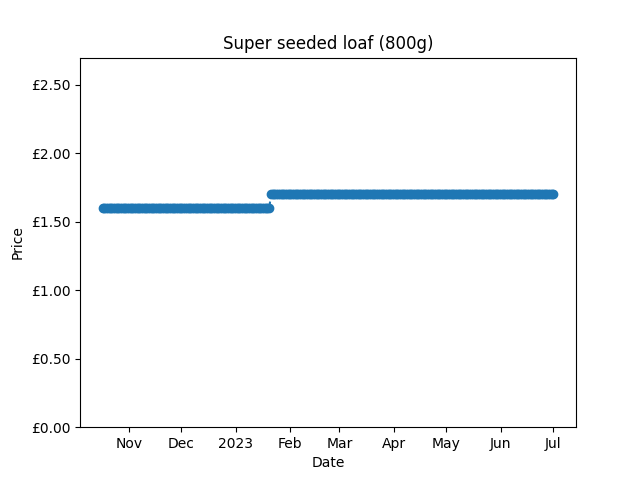 Super seeded loaf (800g)
£2.50
£2.00
£1.50
£1.00
£0.50
£0.00
Price
Nov Dec 2023 Feb Mar Apr May Jun Jul
Date